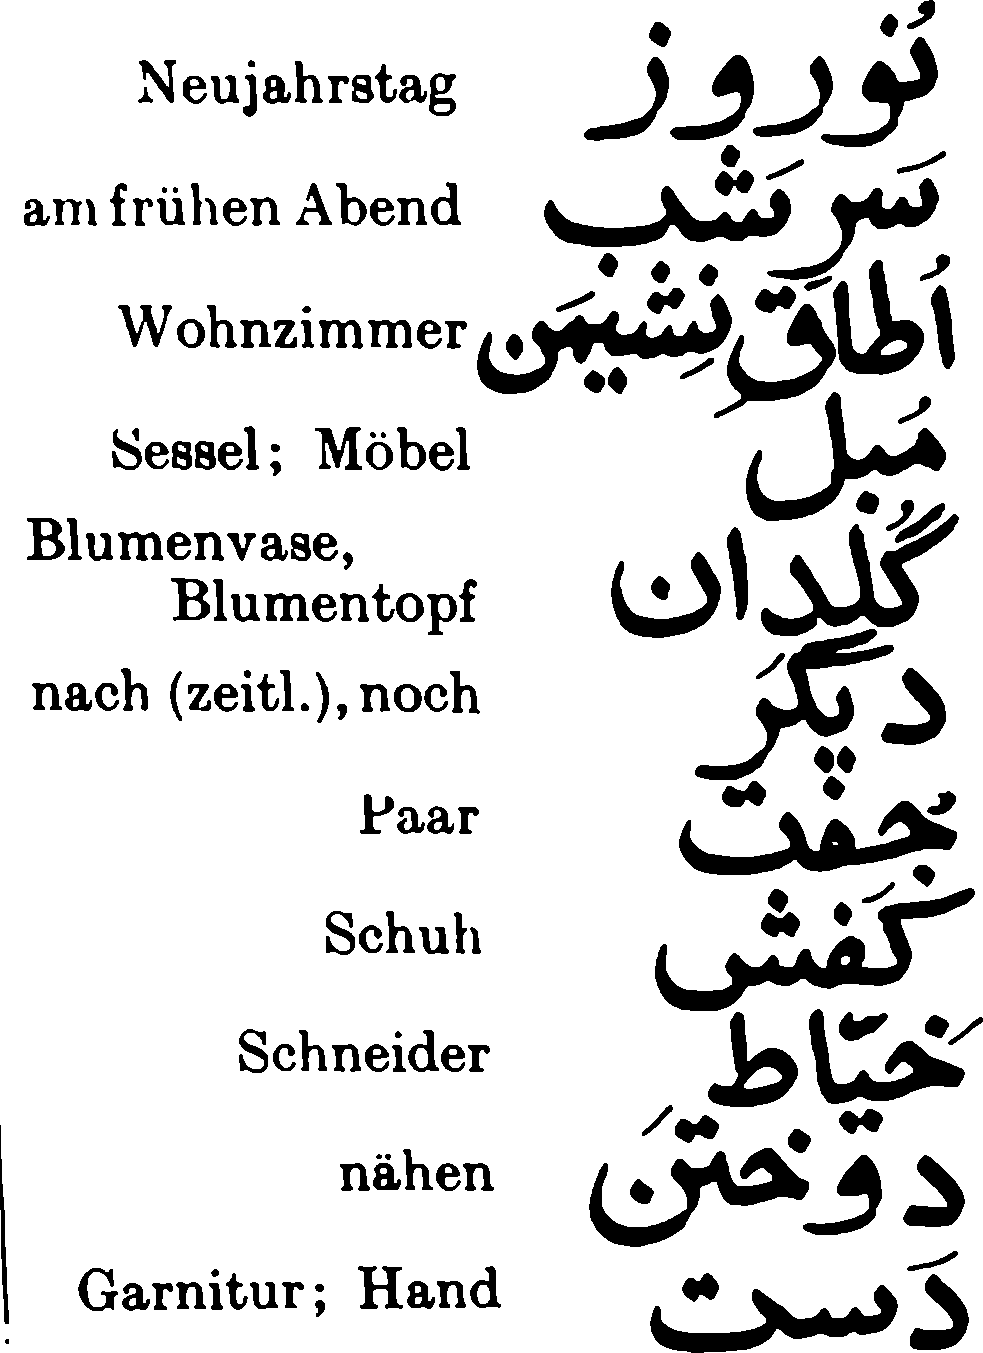 Neujahrstag نُوروز
am frühen Abend سَرِ شَب
Wohnzimmer اُطاقِ نِشیمَن
Sessel; Möbel مُبل
Blumenvase,
Blumentopf گُلدان
nach (zeitl.), noch دیگَر
Paar جُفت
Schuh کَفش
Schneider خَیّاط
nähen دوختَن
Garnitur; Hand دَست